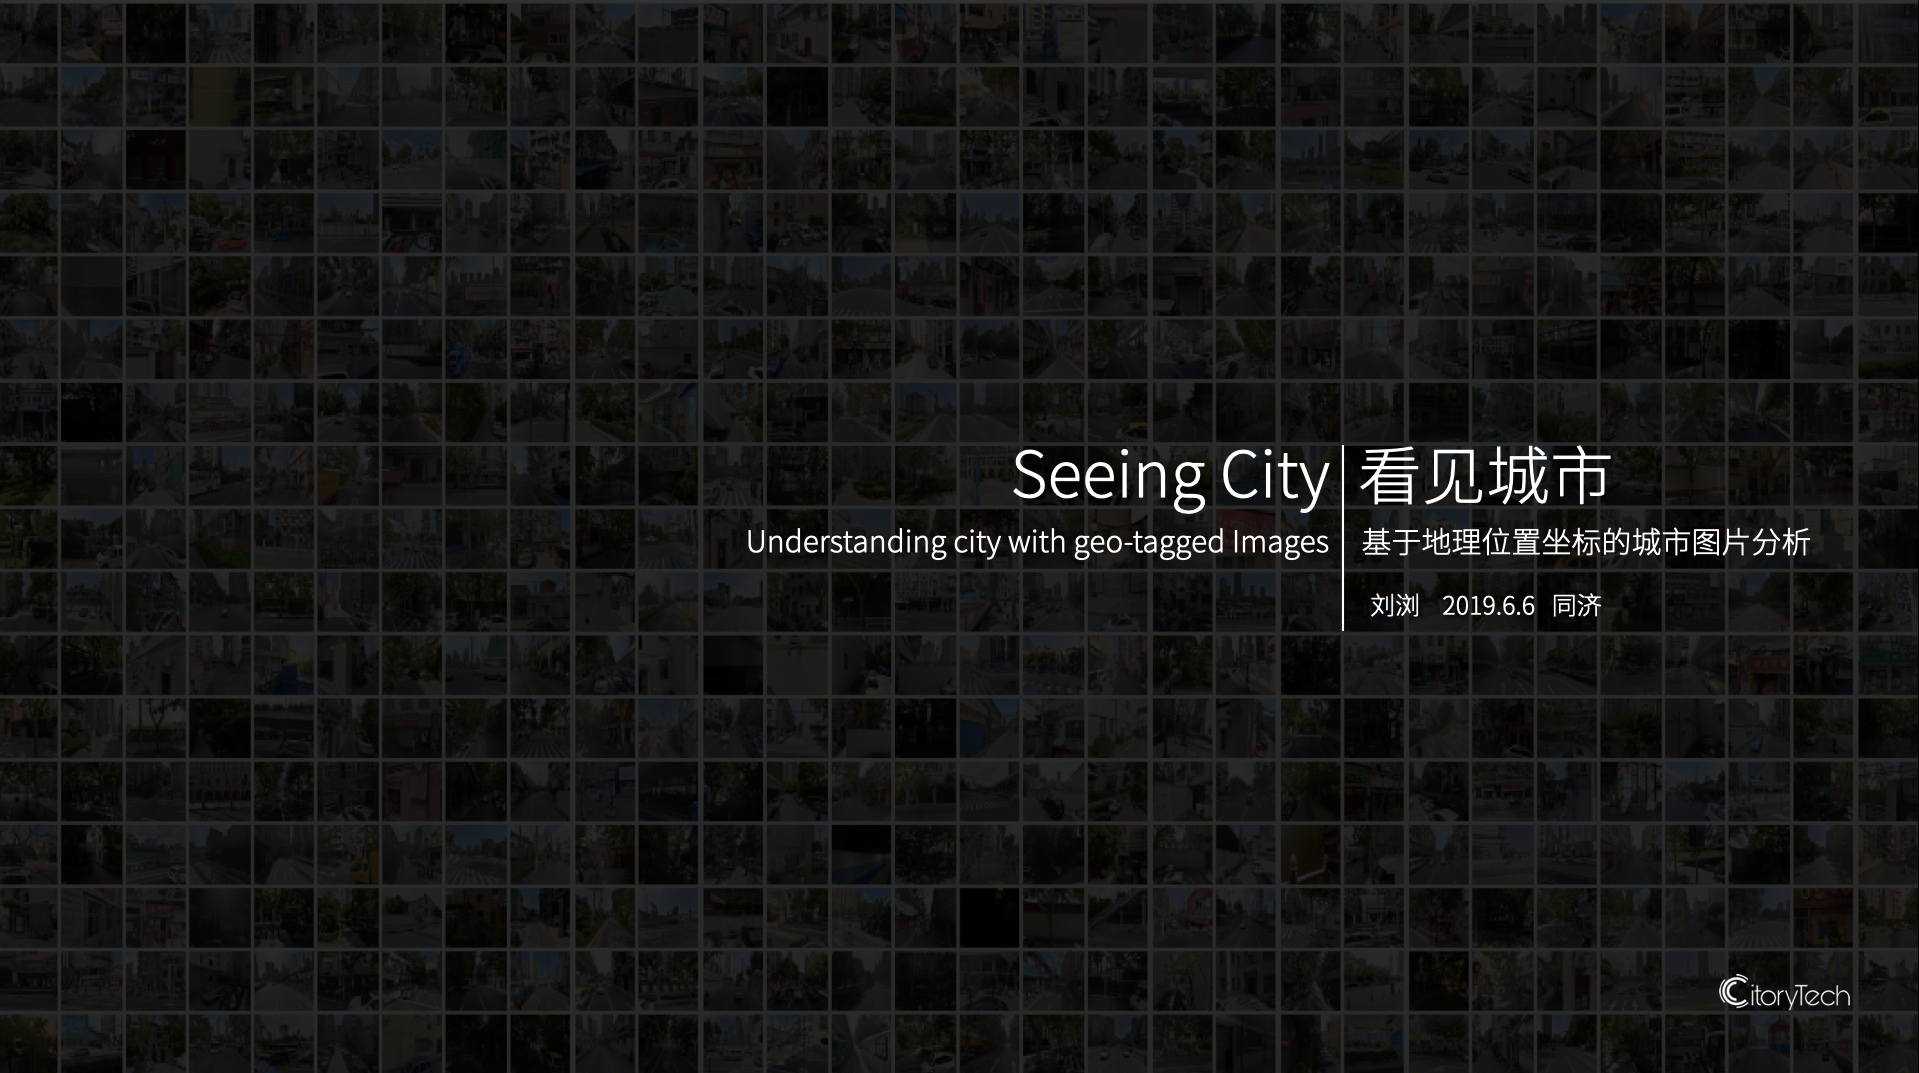 Seeing City
看见城市
Understanding city with geo-tagged Images
基于地理位置坐标的城市图片分析
刘浏 2019.6.6 同济
CitoryTech